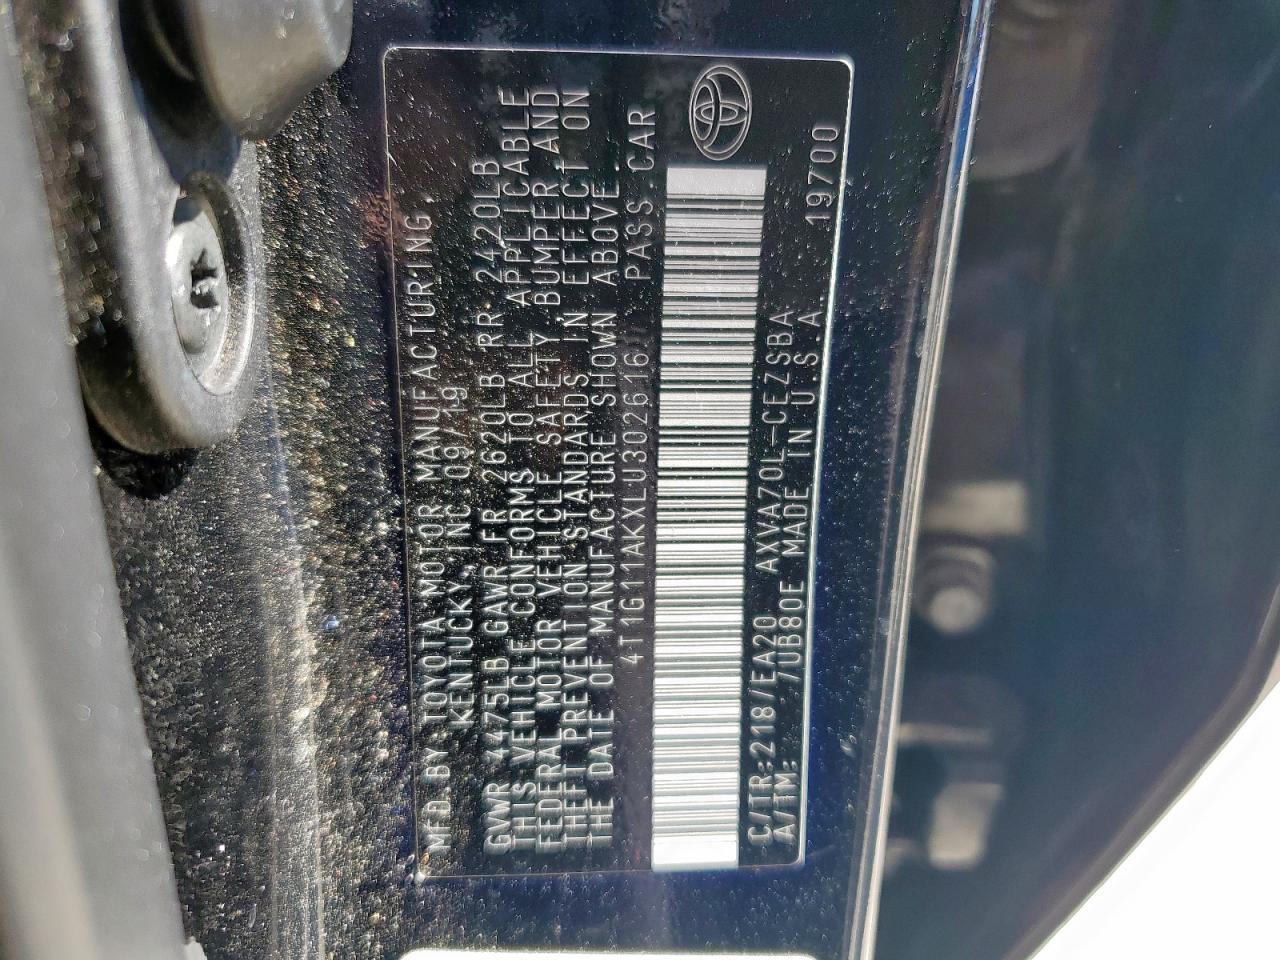 MFD.BY:TOYOTA MOTOR MANUFACTURING,
KENTUCKY,INC 09/19
GVWR 4475LB GAWR FR 2620LB RR 2420LB
THIS VEHICLE CONFORMS TO ALL APPLICABLE
FEDERAL MOTOR VEHICLE SAFETY,BUMPER,AND
THEFT PREVENTION STANDARDS IN EFFECT ON
THE DATE OF MANUFACTURE SHOWN ABOVE.
4T1G11AKXLU302616 PASS.CAR
C/TR:218/EA20 AXVA70L-CEZSBA
A/TM: /UB80E MADE IN U.S.A. 19700